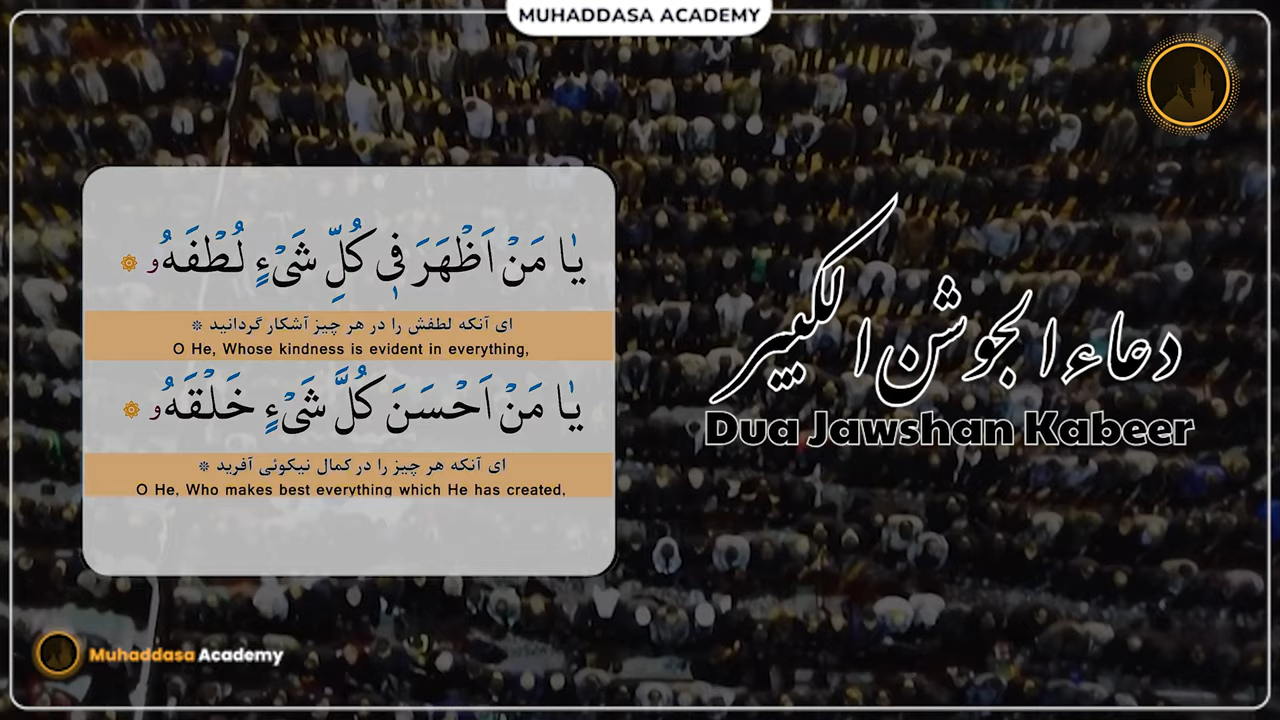 MUHADDASA ACADEMY
یٰا مَنْ اَظْهَرَ فٖی کُلِّ شَیْءٍ لُطْفَهُو
ای آنکه لطفش را در هر چیز آشکار گردانید *
O He, Whose kindness is evident in everything,
یٰا مَنْ اَحْسَنَ کُلَّ شَیْءٍ خَلْقَهُو
ای آنکه هر چیز را در کمال نیکوئی آفرید *
O He, Who makes best everything which He has created,
دعاء الجوشن الكبير
Dua Jawshan Kabeer
Muhaddasa Academy